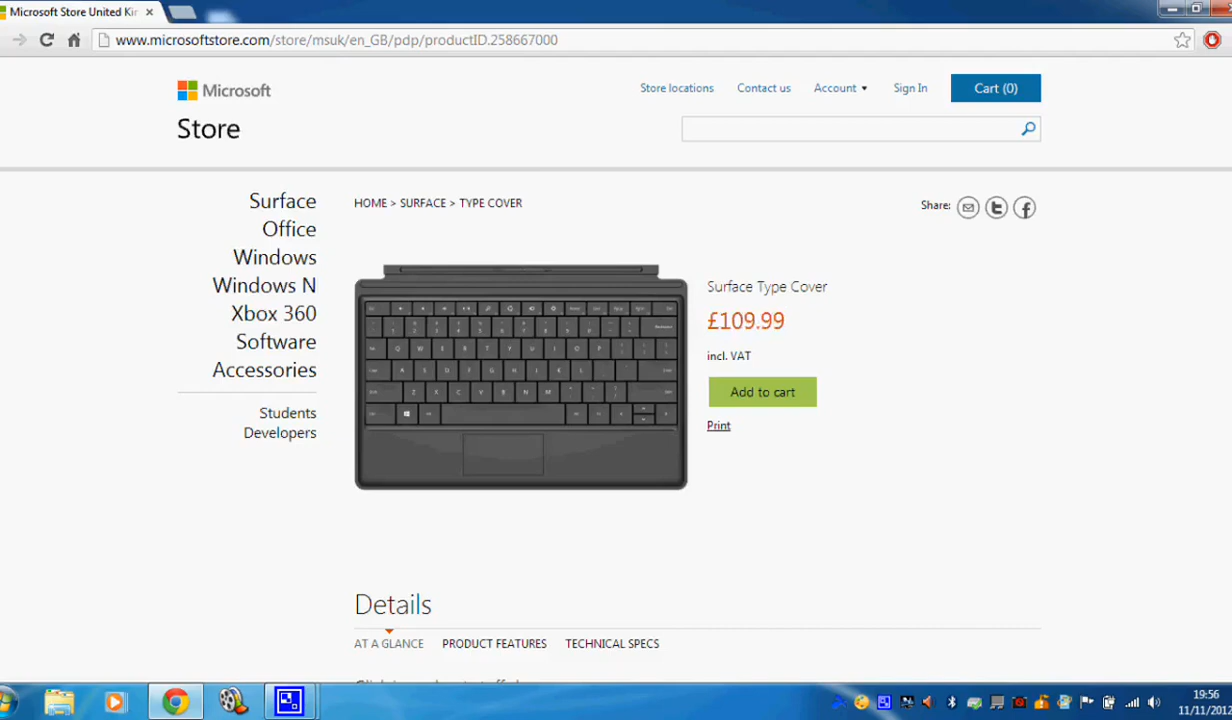 Microsoft Store United Kin
www.microsoftstore.com/store/msuk/en_GB/pdp/productID.258667000
Microsoft
Store
Store locations Contact us Account Sign In Cart (0)
Surface
Office
Windows
Windows N
Xbox 360
Software
Accessories
Students
Developers
HOME > SURFACE > TYPE COVER
Share:
Q W E R T Y U I O P
A S D F G H J K L
Z X C V B N M
Surface Type Cover
£109.99
incl. VAT
Add to cart
Print
Details
AT A GLANCE PRODUCT FEATURES TECHNICAL SPECS
19:56
11/11/2012